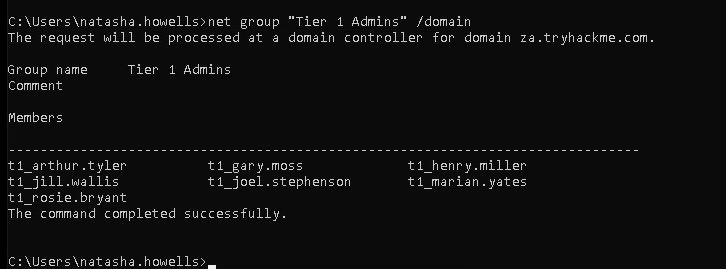 C:\Users\natasha.howells>net group "Tier 1 Admins" /domain
The request will be processed at a domain controller for domain za.tryhackme.com.
Group name     Tier 1 Admins
Comment
Members
-------------------------------------------------------------------------------
t1_arthur.tyler          t1_gary.moss             t1_henry.miller
t1_jill.wallis           t1_joel.stephenson       t1_marian.yates
t1_rosie.bryant
The command completed successfully.
C:\Users\natasha.howells>